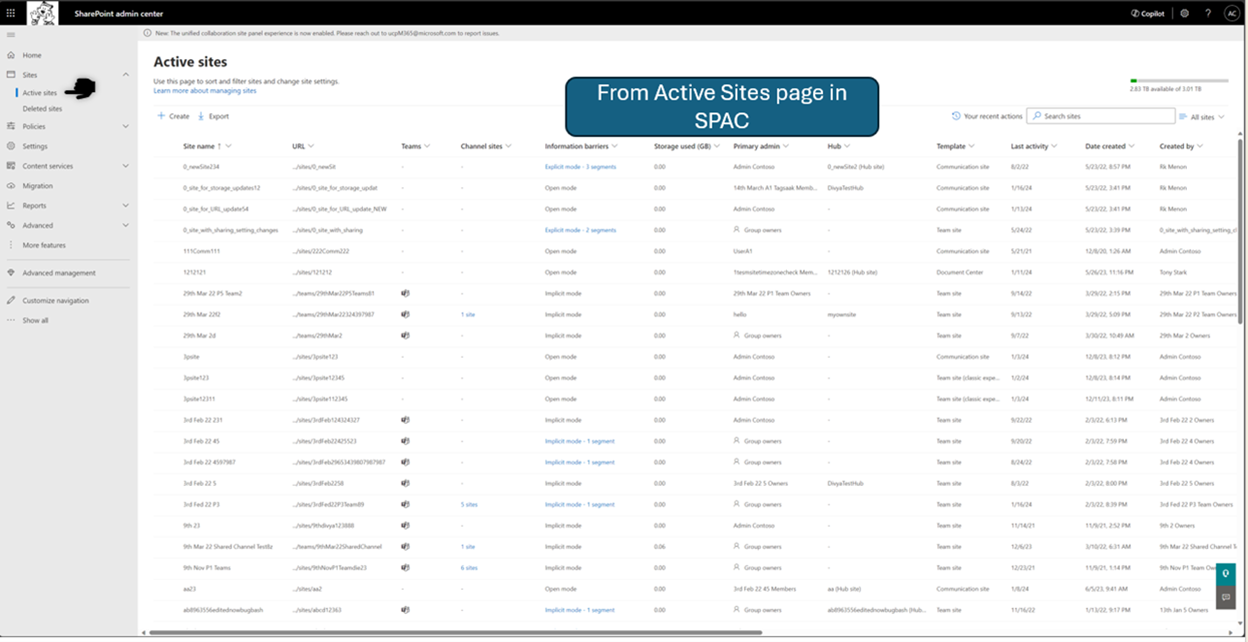 SharePoint admin center
Copilot ? AC
New: The unified collaboration site panel experience is now enabled. Please reach out to ucpM365@microsoft.com to report issues.
Home
Sites
Active sites
Deleted sites
Policies
Settings
Content services
Migration
Reports
Advanced
More features
Advanced management
Customize navigation
Show all
Active sites
Use this page to sort and filter sites and change site settings.
Learn more about managing sites
From Active Sites page in
SPAC
2.83 TB available of 3.01 TB
Create Export
Your recent actions Search sites All sites
Site name URL Teams Channel sites Information barriers Storage used (GB) Primary admin Hub Template Last activity Date created Created by
0_newSite234 .../sites/0_newSit - - Explicit mode - 3 segments 0.00 Admin Contoso 0_newSite2 (Hub site) Communication site 8/2/22 5/23/22, 8:57 PM Rk Menon
0_site_for_storage_updates12 .../sites/0_site_for_storage_updat - - Open mode 0.00 14th March A1 Tagsaak Memb... DivyaTestHub Communication site 1/16/24 5/23/22, 3:41 PM Rk Menon
0_site_for_URL_update54 .../sites/0_site_for_URL_update_NEW - - Open mode 0.00 Admin Contoso - Communication site 1/13/24 5/23/22, 3:41 PM Rk Menon
0_site_with_sharing_setting_changes .../sites/0_site_with_sharing - - Explicit mode - 2 segments 0.00 Group owners - Team site 5/24/22 5/23/22, 3:39 PM 0_site_with_sharing_setting_cl
111Comm111 .../sites/222Comm222 - - Open mode 0.00 UserA1 - Communication site 5/21/21 12/8/20, 1:26 AM Admin Contoso
1212121 .../sites/121212 - - Open mode 0.00 1tesmsitetimezonecheck Mem... 1212126 (Hub site) Document Center 1/11/24 5/26/23, 11:16 PM Tony Stark
29th Mar 22 P5 Team2 .../teams/29thMar22P5Teams81 - Implicit mode 0.00 29th Mar 22 P1 Team Owners - Team site 9/14/22 3/29/22, 2:15 PM 29th Mar 22 P1 Team Owners
29th Mar 22f2 .../teams/29thMar22324397987 1 site Implicit mode 0.00 hello myownsite Team site 9/13/22 3/29/22, 5:09 PM 29th Mar 22 P2 Team Owners
29th Mar 2d .../teams/29thMar2 - Implicit mode 0.00 Group owners - Team site 9/7/22 3/30/22, 10:49 AM 29th Mar 2 Owners
3psite .../sites/3psite123 - - Open mode 0.00 Admin Contoso - Communication site 1/3/24 12/8/23, 8:12 PM Admin Contoso
3psite123 .../sites/3psite12345 - - Open mode 0.00 Admin Contoso - Team site (classic expe... 1/2/24 12/8/23, 8:14 PM Admin Contoso
3psite12311 .../sites/3psite112345 - - Open mode 0.00 Admin Contoso - Team site (classic expe... 1/3/24 12/11/23, 8:11 PM Admin Contoso
3rd Feb 22 231 .../sites/3rdFeb124324327 - Implicit mode 0.00 Admin Contoso - Team site 9/22/22 2/3/22, 6:13 PM 3rd Feb 22 2 Owners
3rd Feb 22 45 .../sites/3rdFeb22425523 - Implicit mode - 1 segment 0.00 Group owners - Team site 9/20/22 2/3/22, 7:59 PM 3rd Feb 22 4 Owners
3rd Feb 22 4597987 .../sites/3rdFeb29653439807987987 - Implicit mode - 1 segment 0.00 Group owners - Team site 8/24/22 2/3/22, 7:58 PM 3rd Feb 22 4 Owners
3rd Feb 22 5 .../sites/3rdFeb2258 - Implicit mode 0.00 3rd Feb 22 5 Owners DivyaTestHub Team site 8/3/22 2/3/22, 8:00 PM 3rd Feb 22 5 Owners
3rd Fed 22 P3 .../sites/3rdFed22P3Team89 5 sites Implicit mode - 1 segment 0.00 Group owners - Team site 1/16/24 2/3/22, 8:39 PM 3rd Fed 22 P3 Team Owners
9th 23 .../sites/9thdivya123888 - Implicit mode 0.00 Admin Contoso - Team site 11/14/21 11/9/21, 2:52 PM 9th-2 Owners
9th Mar 22 Shared Channel Test8z .../teams/9thMar22SharedChannel 1 site Implicit mode 0.06 Group owners - Team site 12/6/23 3/10/22, 6:31 AM 9th Mar 22 Shared Channel T
9th Nov P1 Teams .../sites/9thNovP1Teamdie23 6 sites Implicit mode 0.00 Group owners - Team site 12/23/21 11/9/21, 1:14 PM 9th Nov P1 Team
aa23 .../sites/aa2 - - Open mode 0.00 3rd Feb 22 45 Members aa (Hub site) Communication site 1/8/24 6/5/23, 9:41 AM Admin Contoso
ab8963556editednowbugbash .../sites/abcd12363 - Implicit mode - 1 segment 0.00 Group owners ab8963556editednowbugbash (Hub... Team site 11/16/22 1/13/22, 9:17 PM 13th Jan 5 Owners